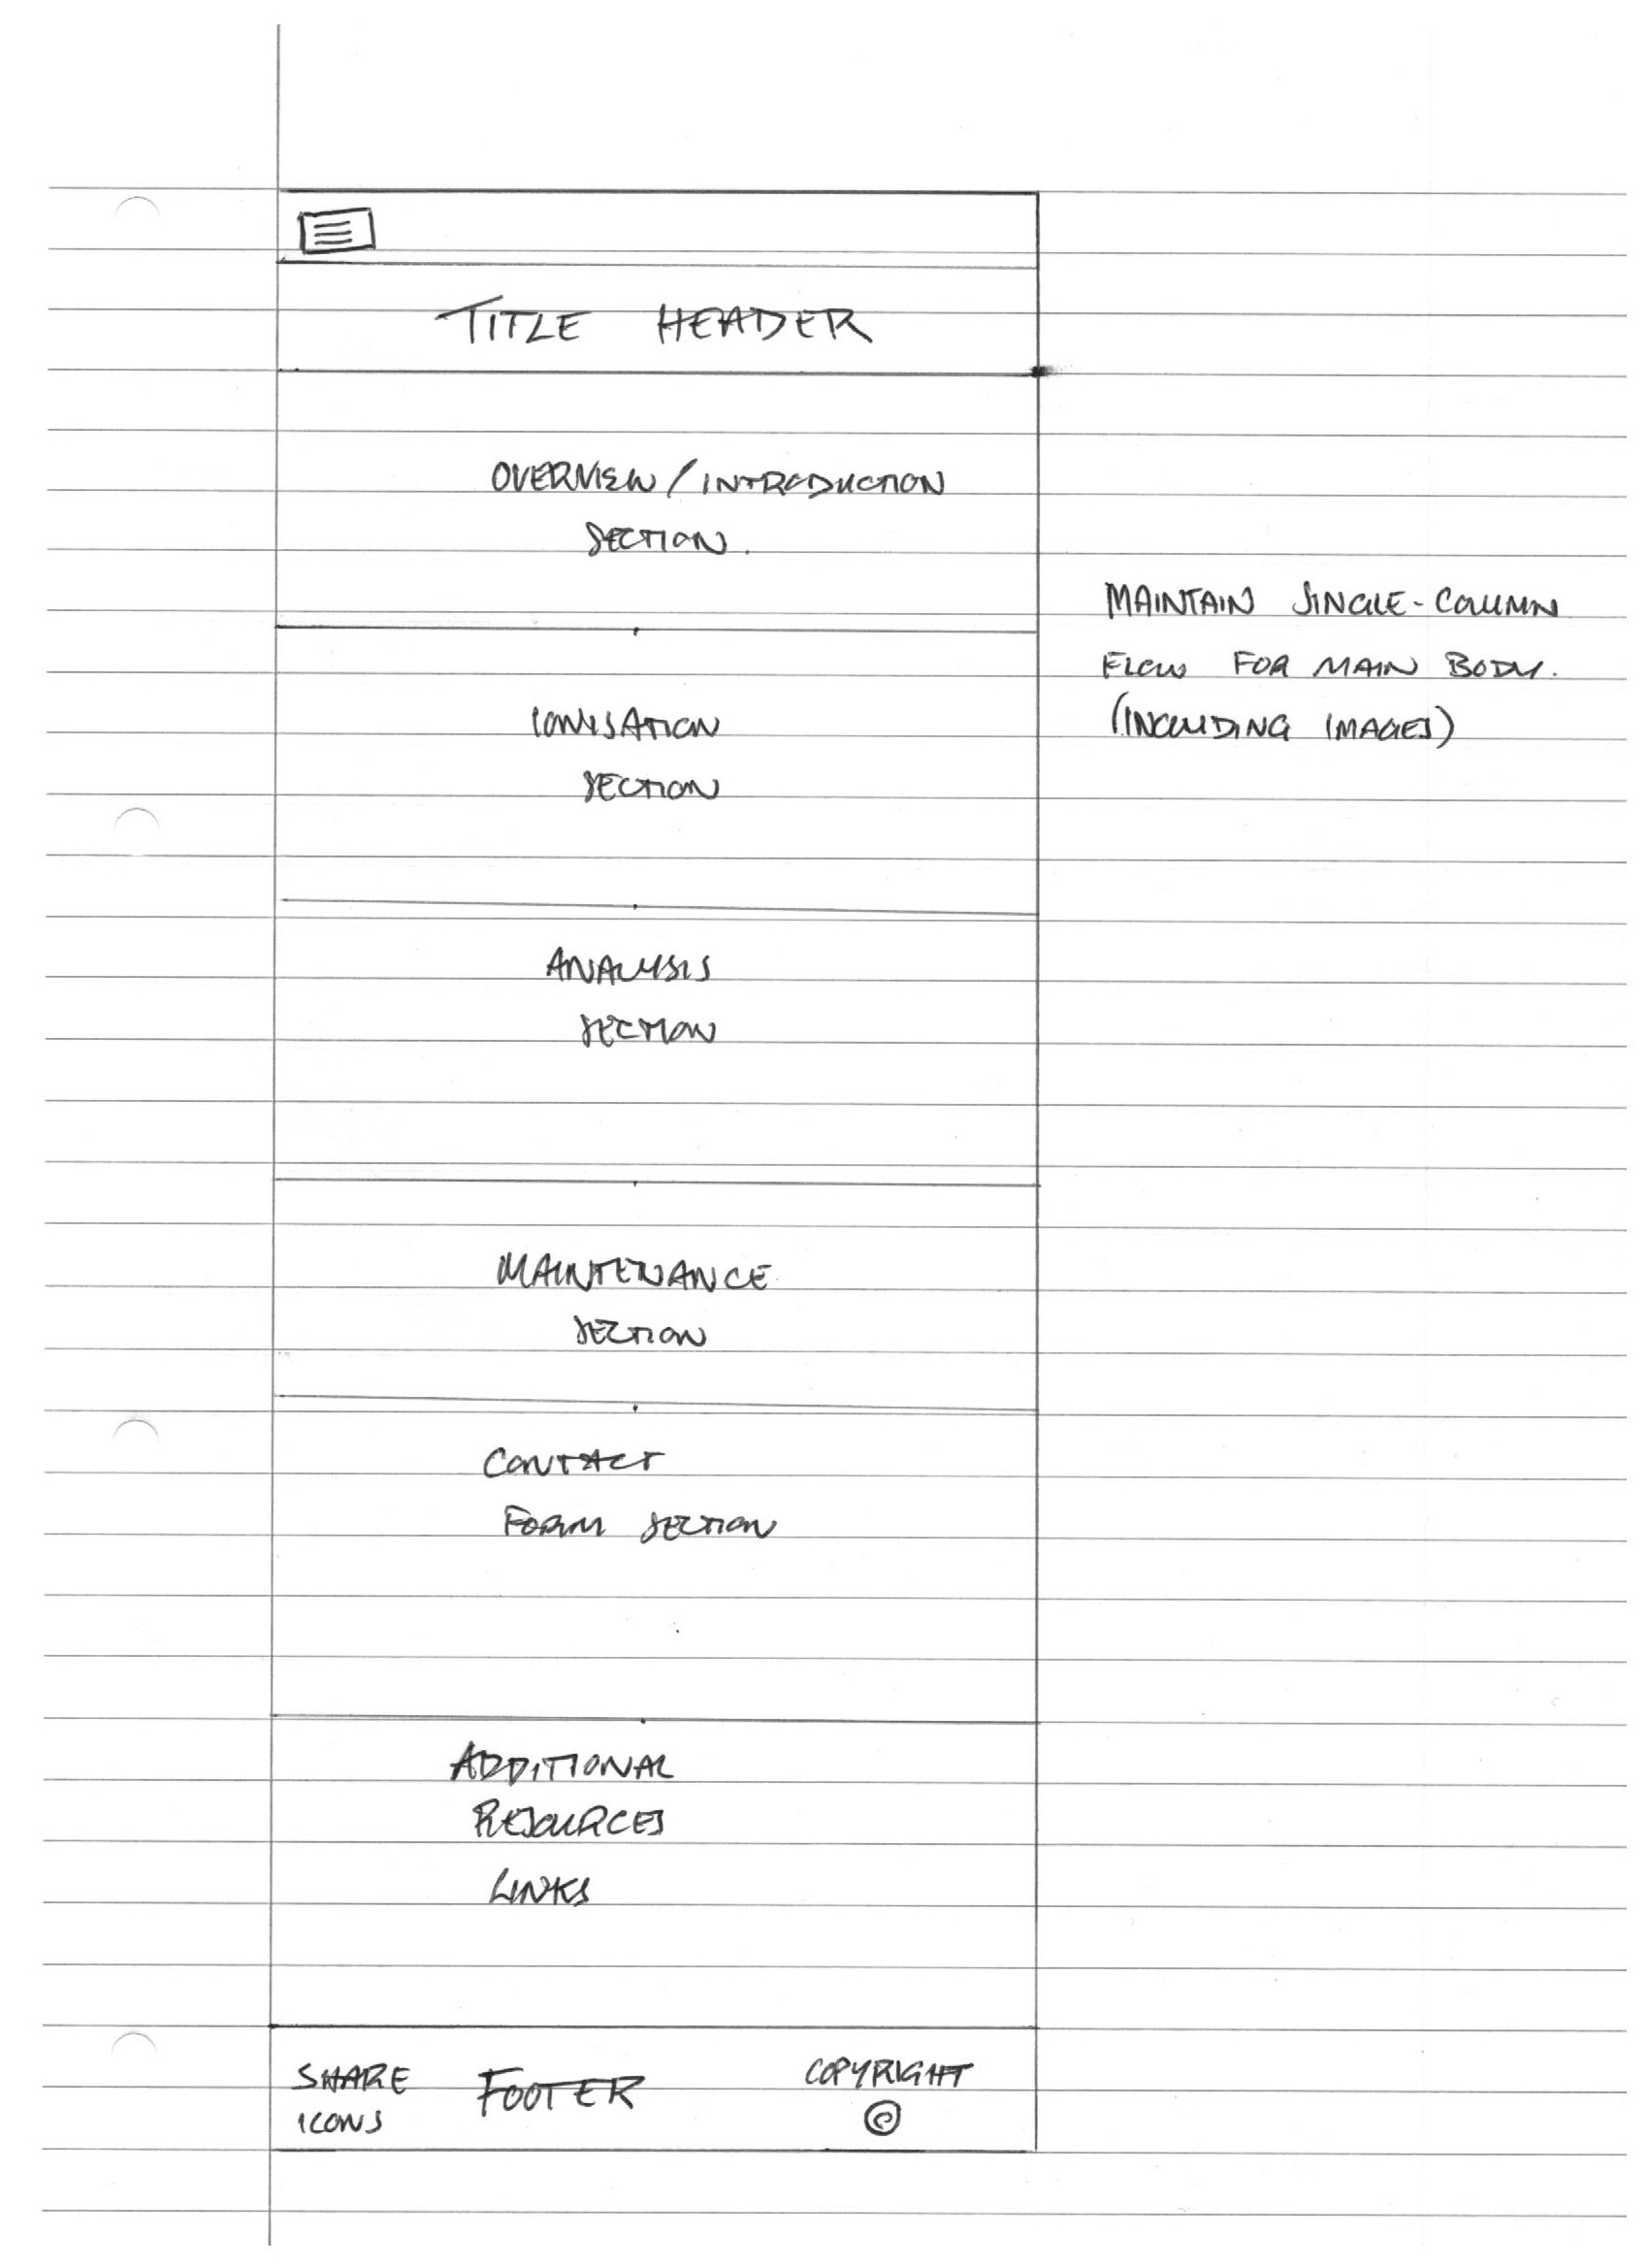 TITLE HEADER
OVERVIEW / INTRODUCTION
SECTION.
MAINTAIN SINGLE-COLUMN
FLOW FOR MAIN BODY.
(INCLUDING IMAGES)
IONISATION
SECTION
ANALYSIS
SECTION
MAINTENANCE
SECTION
CONTACT
FORM SECTION
ADDITIONAL
RESOURCES
LINKS
SHARE
ICONS
FOOTER
COPYRIGHT
©